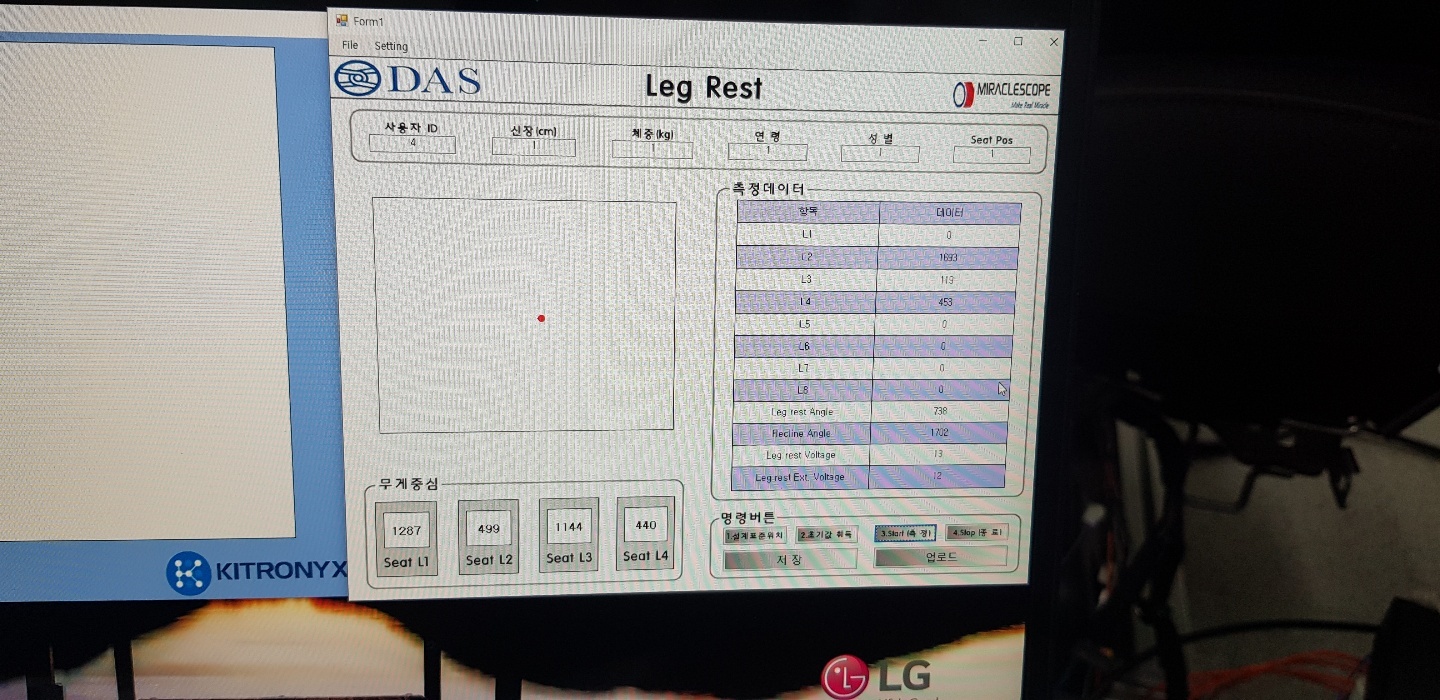 Form1
File Setting
DAS
Leg Rest
MIRACLESCOPE
Make Real Miracle
사용자 ID 신장(cm) 체중(kg) 연 령 성 별 Seat Pos
4 1 1 1 1 1
측정데이터
항목 데이터
L1 0
L2 1693
L3 119
L4 453
L5 0
L6 0
L7 0
L8 0
Leg rest Angle 738
Recline Angle 1702
Leg rest Voltage 13
Leg rest Ext. Voltage 12
무게중심
1287 499 1144 440
Seat L1 Seat L2 Seat L3 Seat L4
명령버튼
1.설계표준위치 2.초기값 취득 3.Start (측 정) 4.Stop (종 료)
저 장 업로드
KITRONYX
LG